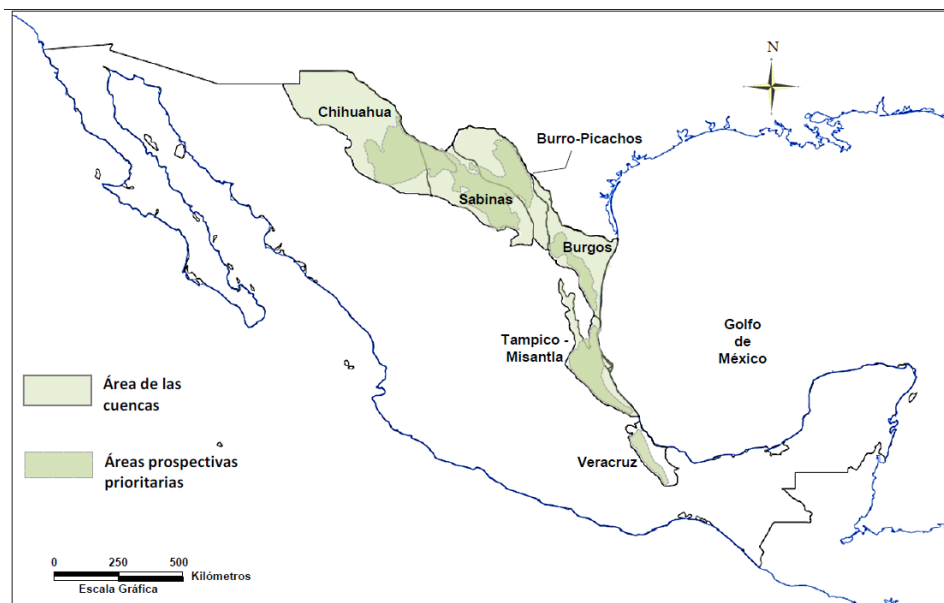 N
Chihuahua
Burro-Picachos
Sabinas
Burgos
Tampico -
Misantla
Golfo
de
México
Área de las
cuencas
Áreas prospectivas
prioritarias
Veracruz
0 250 500
Kilómetros
Escala Gráfica